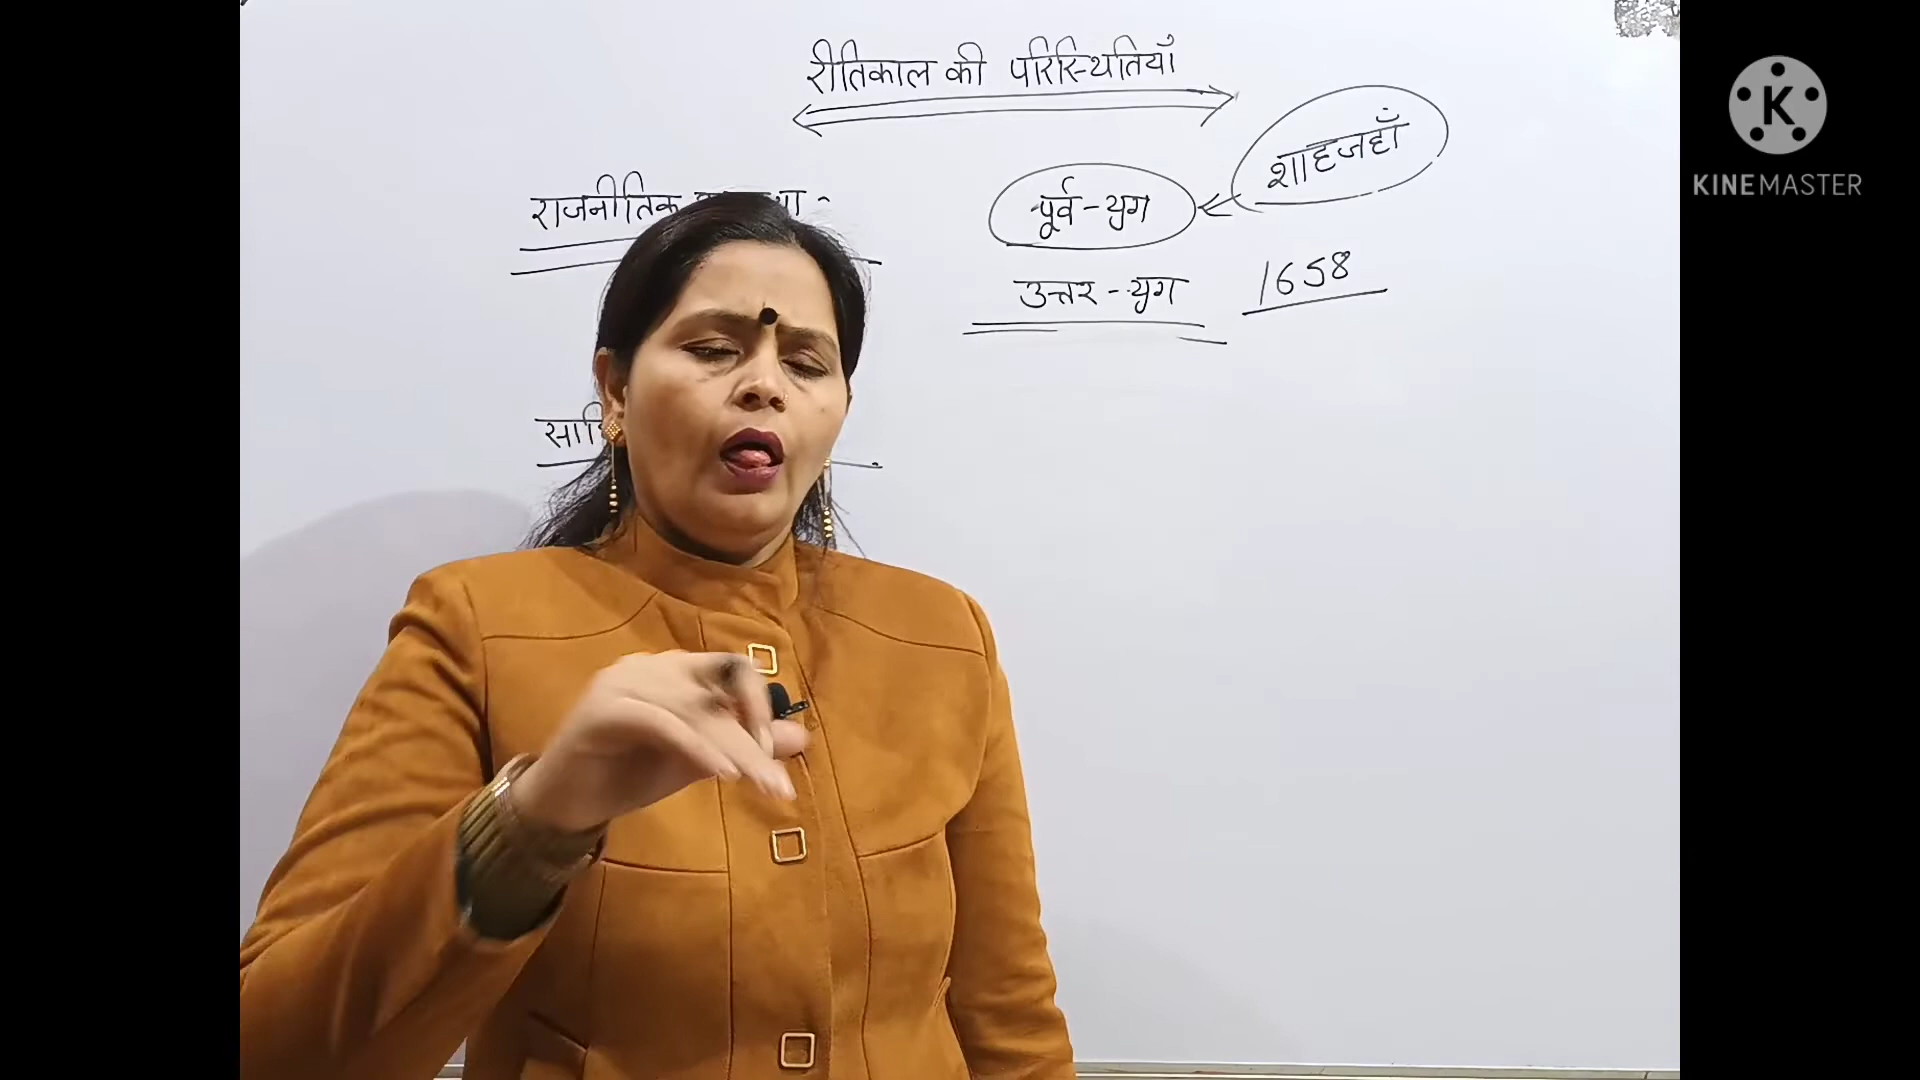 रीतिकाल की परिस्थितियाँ
शाहजहाँ
राजनीतिक
पूर्व-युग
उत्तर-युग
1658
KINEMASTER